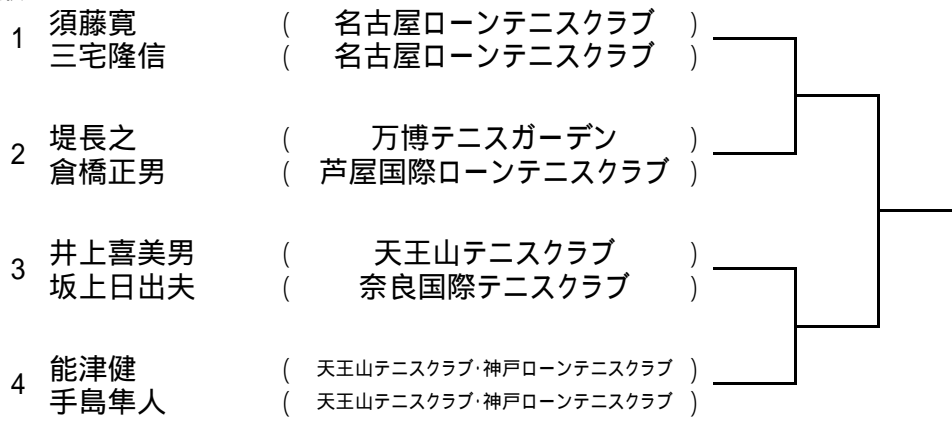 1 須藤寛 ( 名古屋ローンテニスクラブ )
三宅隆信 ( 名古屋ローンテニスクラブ )
2 堤長之 ( 万博テニスガーデン )
倉橋正男 ( 芦屋国際ローンテニスクラブ )
3 井上喜美男 ( 天王山テニスクラブ )
坂上日出夫 ( 奈良国際テニスクラブ )
4 能津健 ( 天王山テニスクラブ・神戸ローンテニスクラブ )
手島隼人 ( 天王山テニスクラブ・神戸ローンテニスクラブ )